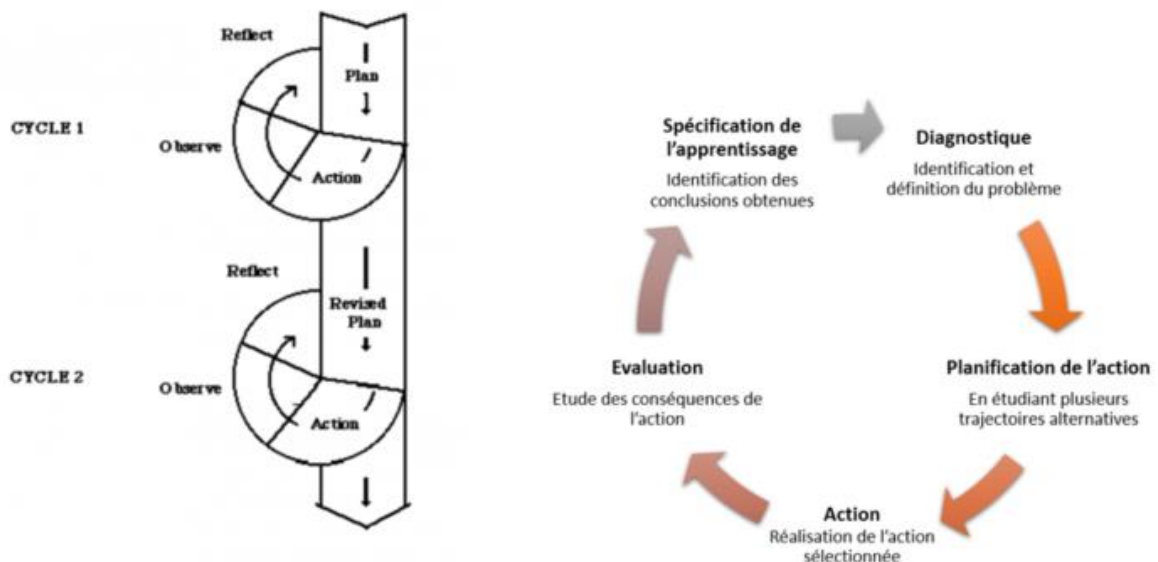 Reflect
Plan
CYCLE 1
Observe
Action
Reflect
Revised
Plan
CYCLE 2
Observe
Action
Spécification de
l'apprentissage
Identification des
conclusions obtenues
Diagnostique
Identification et
définition du problème
Evaluation
Etude des conséquences de
l'action
Planification de l'action
En étudiant plusieurs
trajectoires alternatives
Action
Réalisation de l'action
sélectionnée